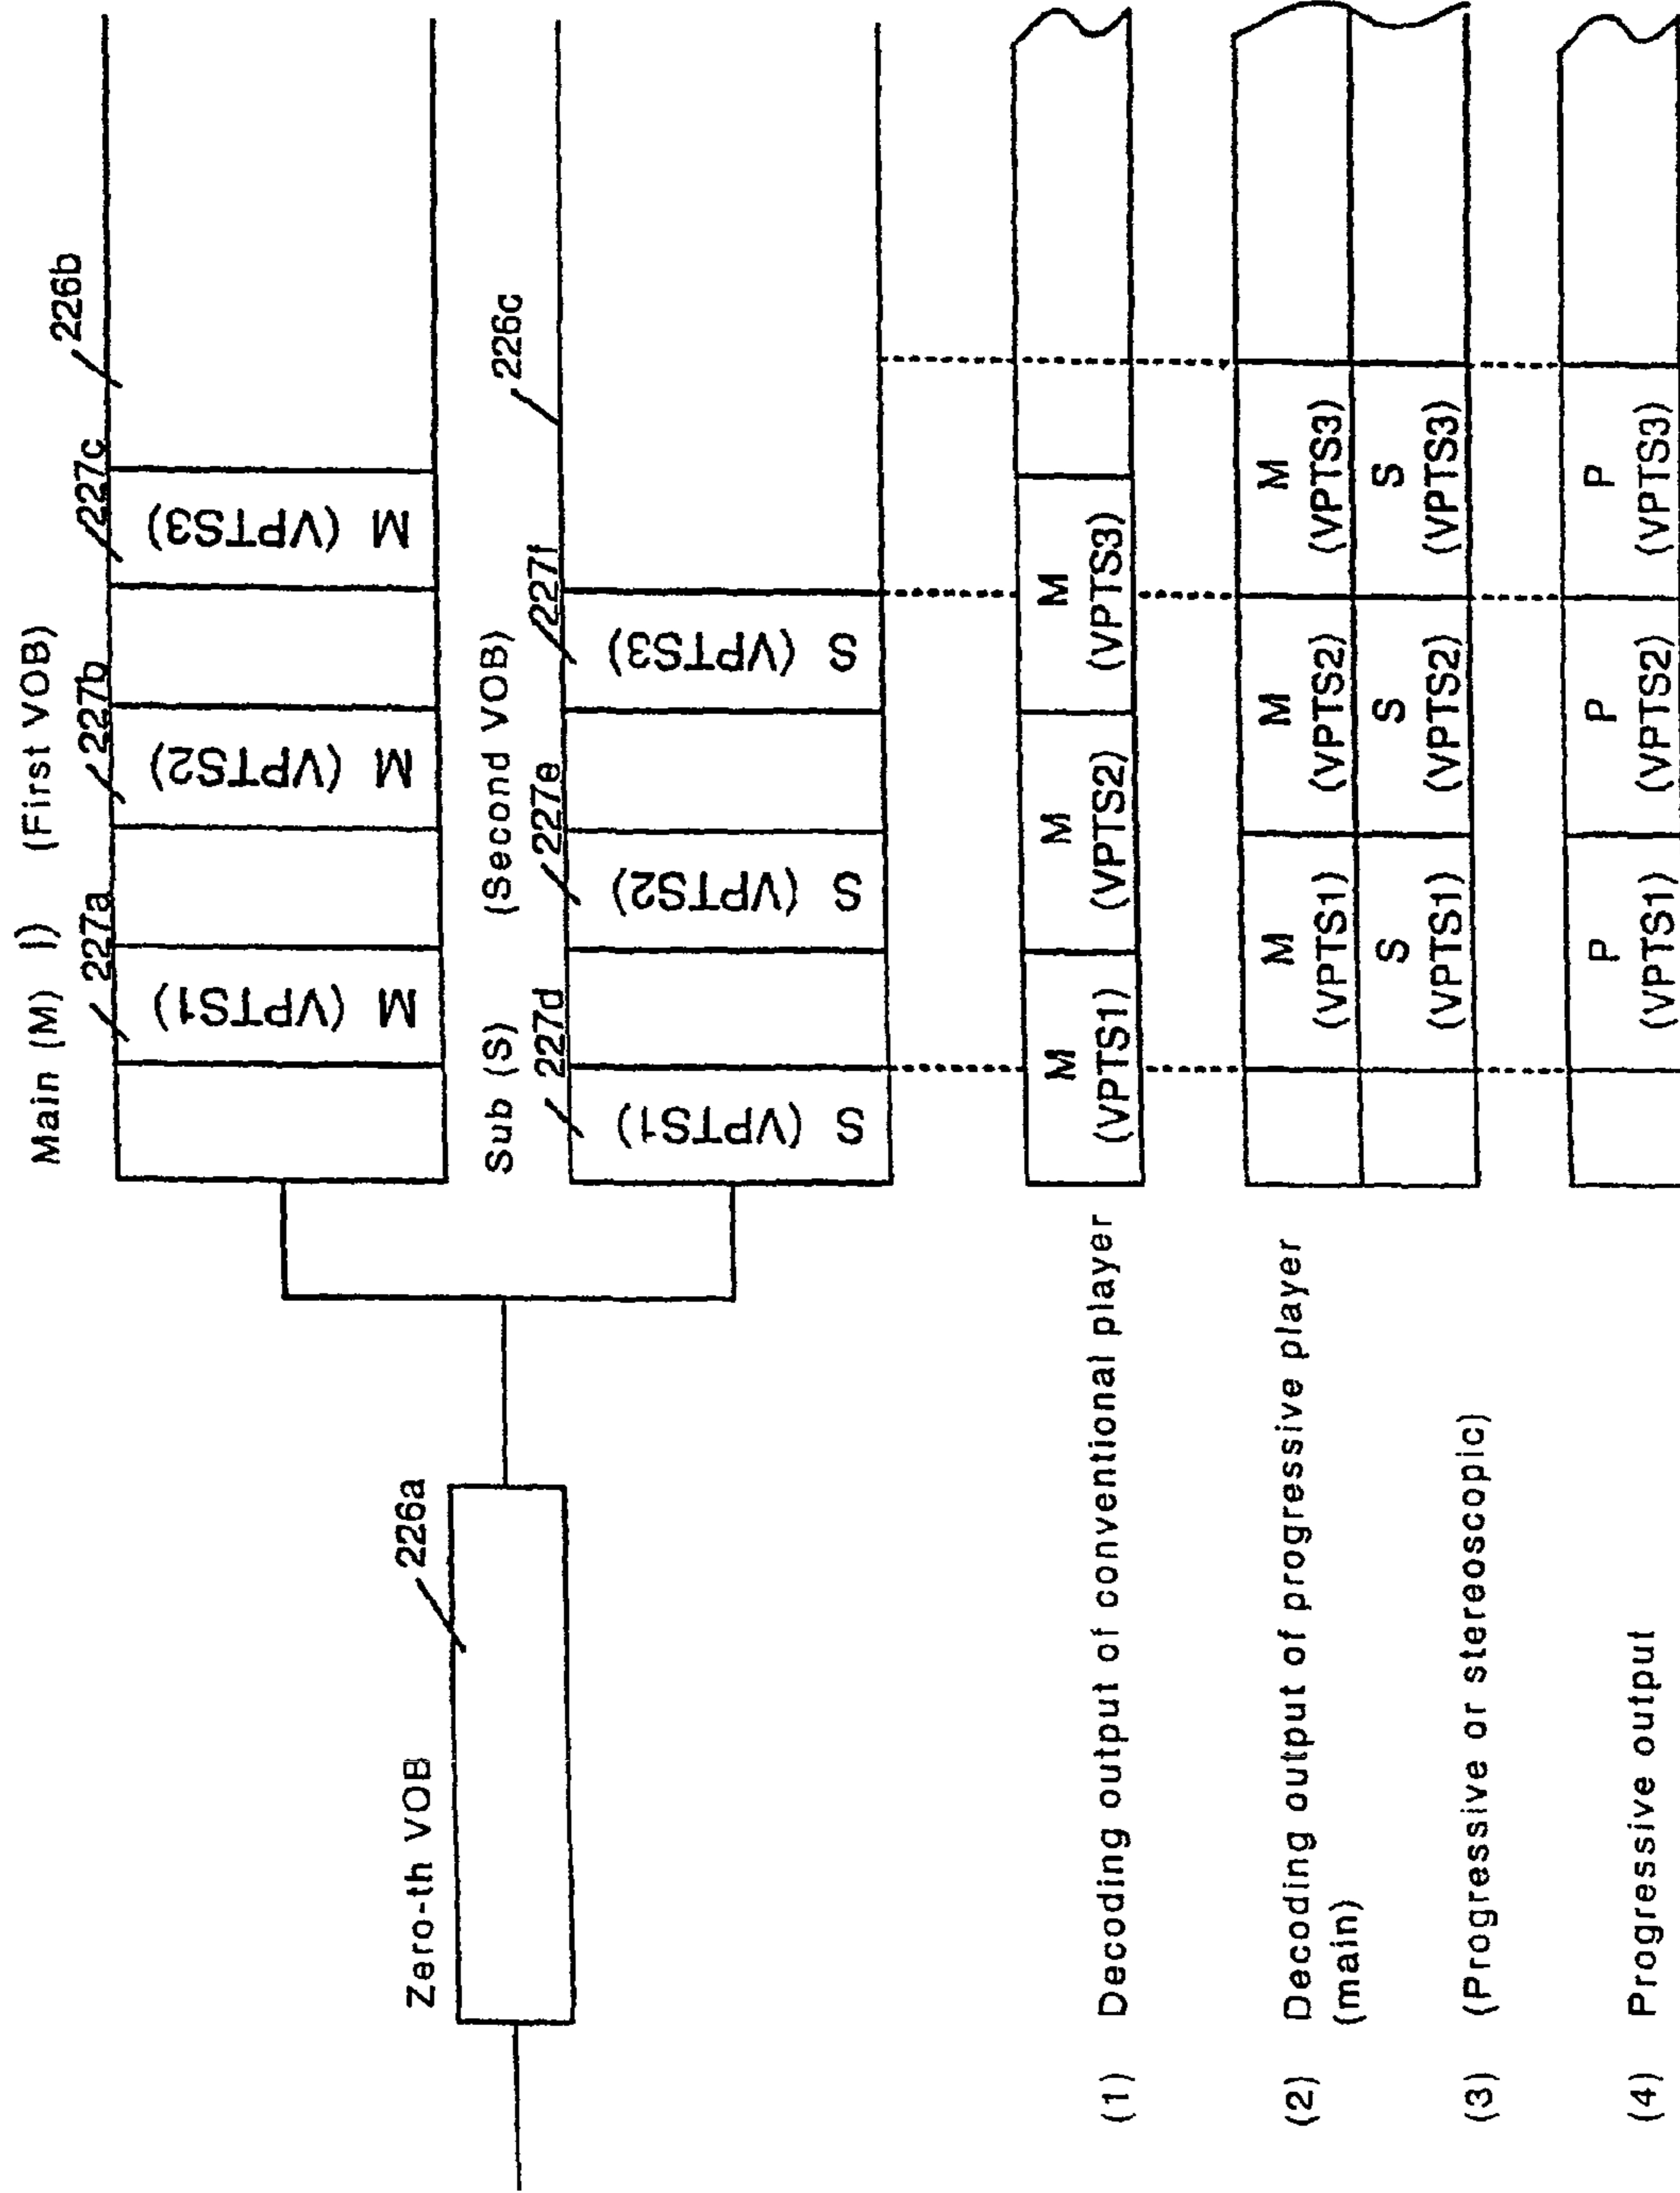 Main (M) I) (First VOB)
227a
227b
227c
226b
M (VPTS1)
M (VPTS2)
M (VPTS3)
Zero-th VOB
226a
Sub (S) (Second VOB)
227d
227e
227f
226c
S (VPTS1)
S (VPTS2)
S (VPTS3)
(1) Decoding output of conventional player
M
(VPTS1)
M
(VPTS2)
M
(VPTS3)
(2) Decoding output of progressive player
(main)
M
(VPTS1)
M
(VPTS2)
M
(VPTS3)
(3) (Progressive or stereoscopic)
S
(VPTS1)
S
(VPTS2)
S
(VPTS3)
(4) Progressive output
P
(VPTS1)
P
(VPTS2)
P
(VPTS3)